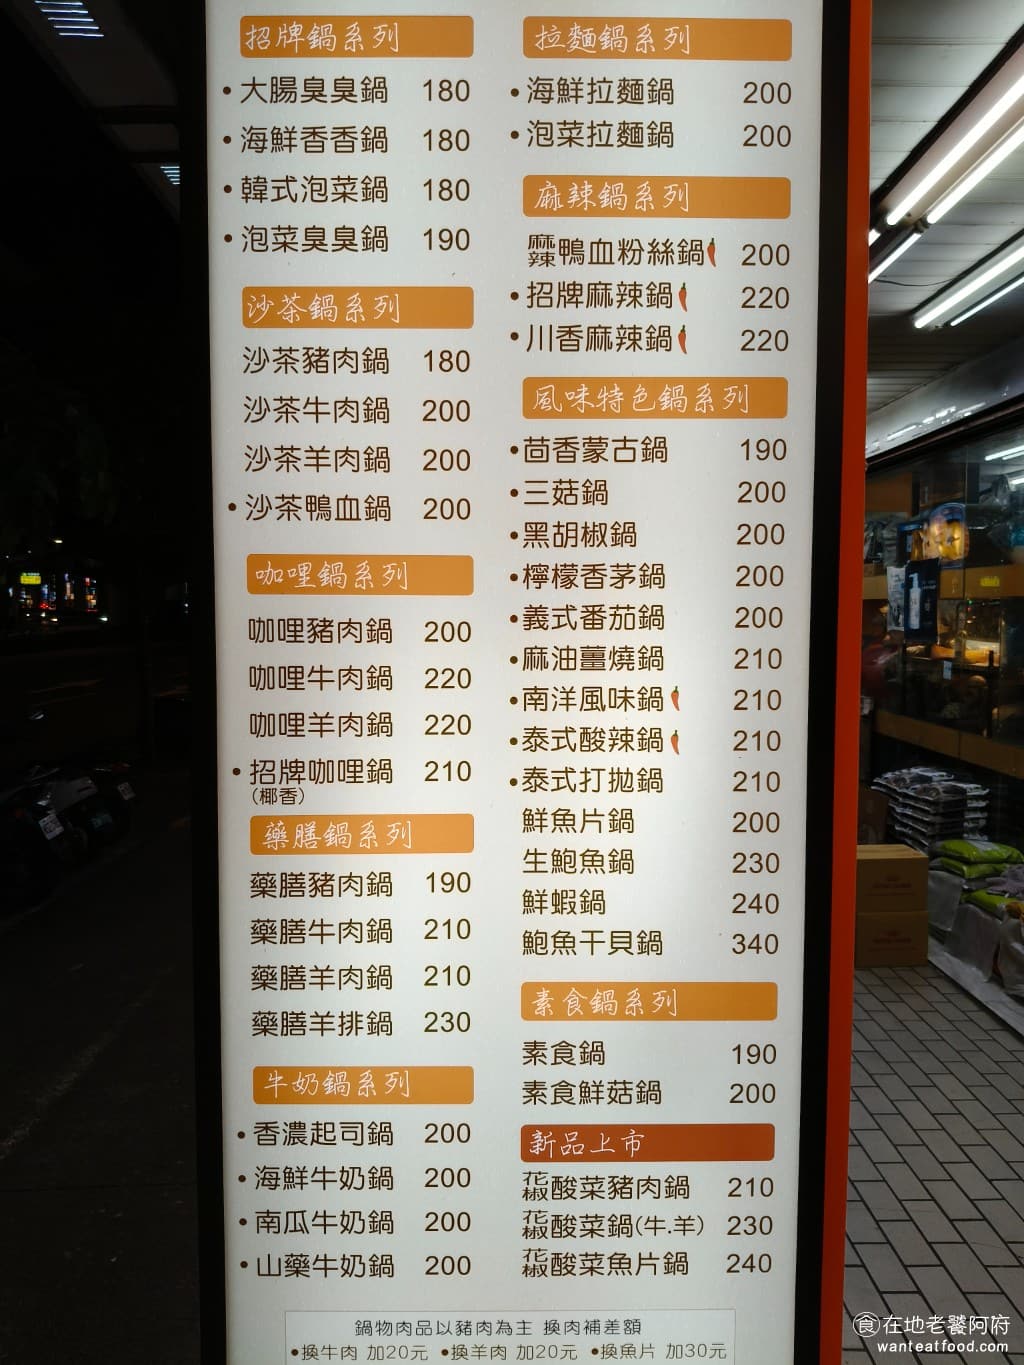 招牌鍋系列
•大腸臭臭鍋 180
•海鮮香香鍋 180
•韓式泡菜鍋 180
•泡菜臭臭鍋 190
沙茶鍋系列
沙茶豬肉鍋 180
沙茶牛肉鍋 200
沙茶羊肉鍋 200
•沙茶鴨血鍋 200
咖哩鍋系列
咖哩豬肉鍋 200
咖哩牛肉鍋 220
咖哩羊肉鍋 220
•招牌咖哩鍋 210
(椰香)
藥膳鍋系列
藥膳豬肉鍋 190
藥膳牛肉鍋 210
藥膳羊肉鍋 210
藥膳羊排鍋 230
牛奶鍋系列
•香濃起司鍋 200
•海鮮牛奶鍋 200
•南瓜牛奶鍋 200
•山藥牛奶鍋 200
拉麵鍋系列
•海鮮拉麵鍋 200
•泡菜拉麵鍋 200
麻辣鍋系列
麻辣鴨血粉絲鍋 200
•招牌麻辣鍋 220
•川香麻辣鍋 220
風味特色鍋系列
•茴香蒙古鍋 190
•三菇鍋 200
•黑胡椒鍋 200
•檸檬香茅鍋 200
•義式番茄鍋 200
•麻油薑燒鍋 210
•南洋風味鍋 210
•泰式酸辣鍋 210
•泰式打拋鍋 210
鮮魚片鍋 200
生鮑魚鍋 230
鮮蝦鍋 240
鮑魚干貝鍋 340
素食鍋系列
素食鍋 190
素食鮮菇鍋 200
新品上市
花椒酸菜豬肉鍋 210
花椒酸菜鍋(牛.羊) 230
花椒酸菜魚片鍋 240
鍋物肉品以豬肉為主 換肉補差額
•換牛肉 加20元 •換羊肉 加20元 •換魚片 加30元
食在地老饕阿府
wanteatfood.com